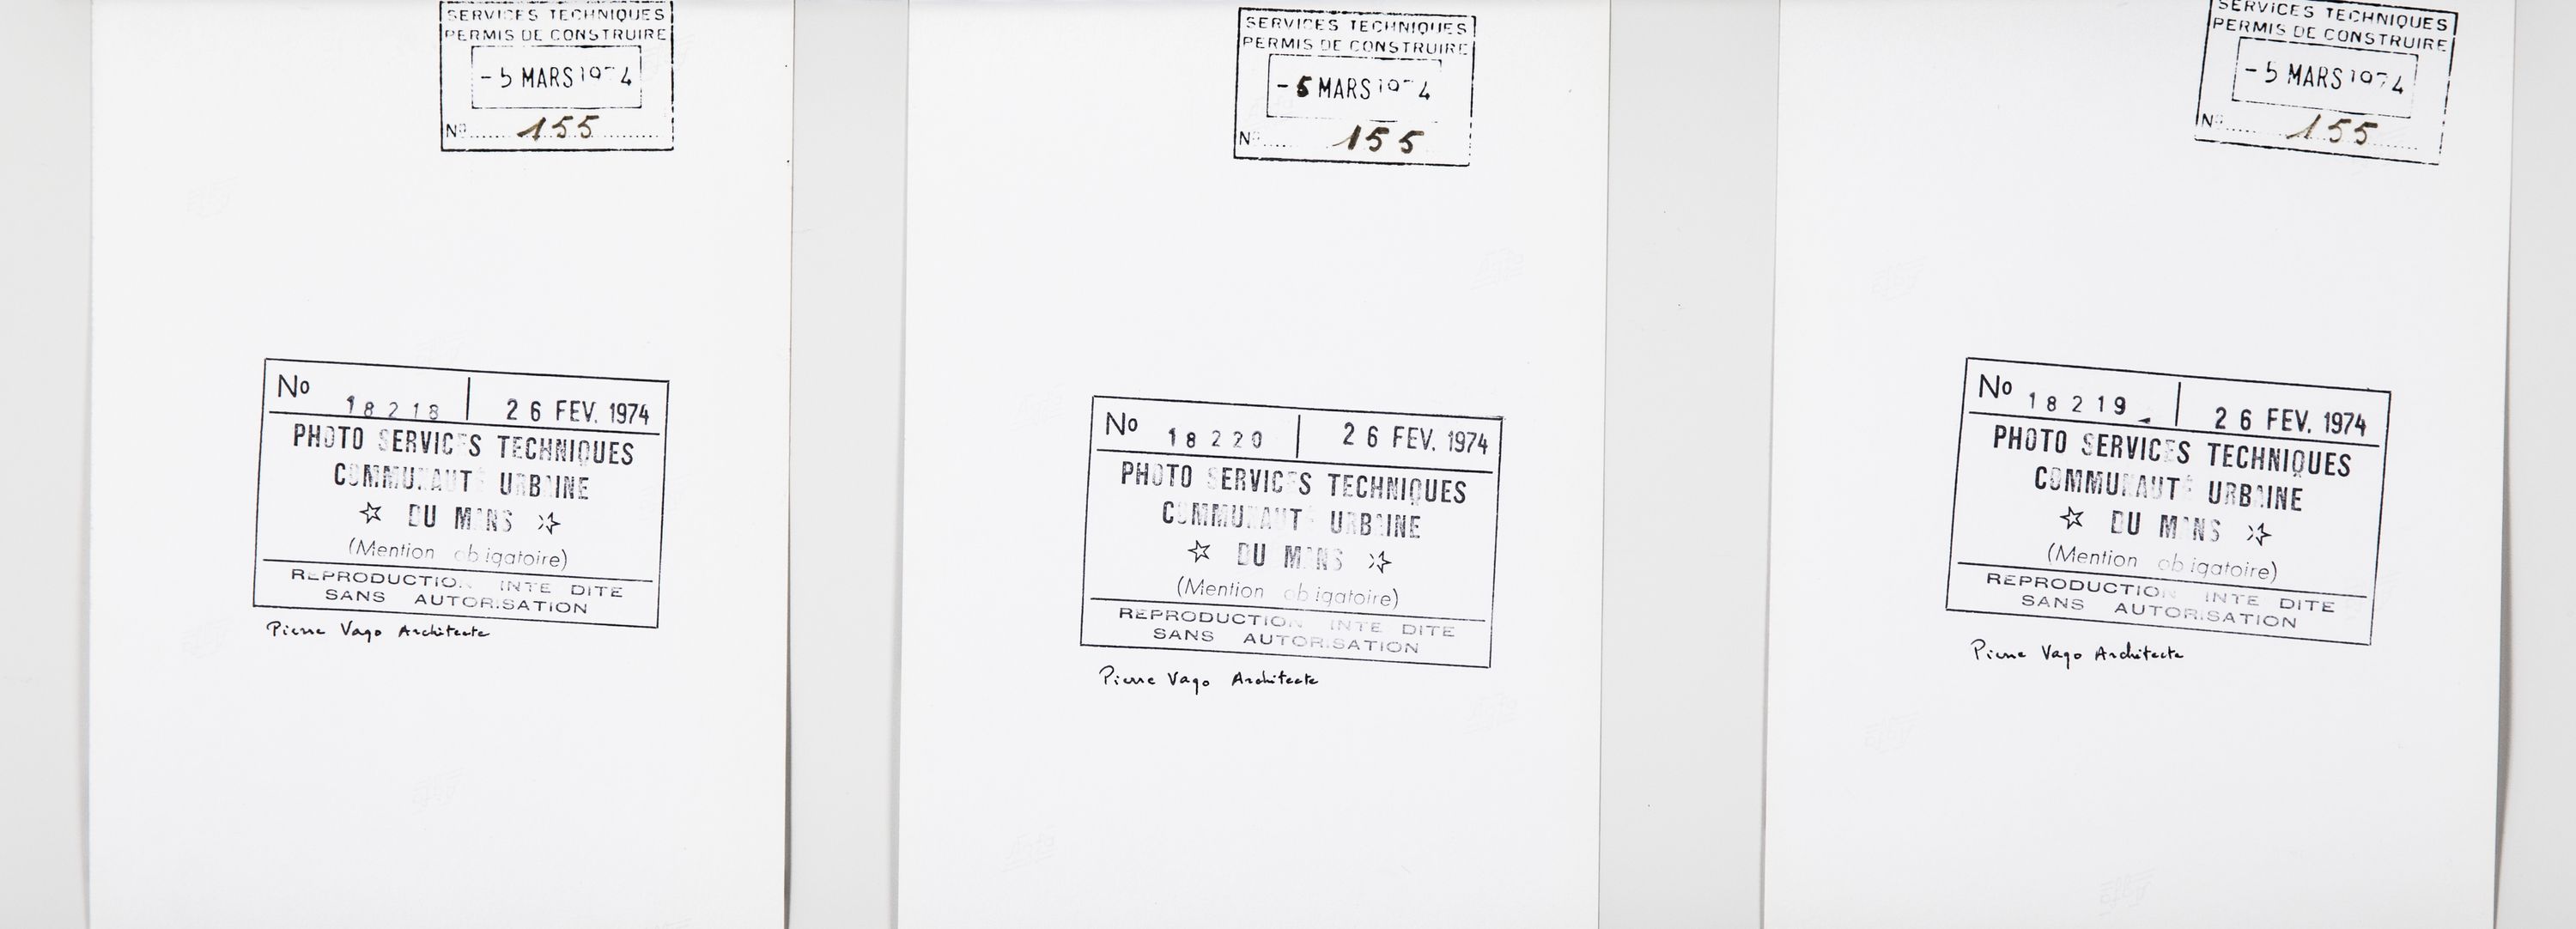 SERVICES TECHNIQUES
PERMIS DE CONSTRUIRE
- 5 MARS 1974
No 155
No 18218 26 FEV. 1974
PHOTO SERVICES TECHNIQUES
COMMUNAUTÉ URBAINE
☆ DU MANS ☆
(Mention obligatoire)
REPRODUCTION INTERDITE
SANS AUTORISATION
Pierre Vago Architecte
SERVICES TECHNIQUES
PERMIS DE CONSTRUIRE
- 5 MARS 1974
No 155
No 18220 26 FEV. 1974
PHOTO SERVICES TECHNIQUES
COMMUNAUTÉ URBAINE
☆ DU MANS ☆
(Mention obligatoire)
REPRODUCTION INTERDITE
SANS AUTORISATION
Pierre Vago Architecte
SERVICES TECHNIQUES
PERMIS DE CONSTRUIRE
- 5 MARS 1974
No 155
No 18219 26 FEV. 1974
PHOTO SERVICES TECHNIQUES
COMMUNAUTÉ URBAINE
☆ DU MANS ☆
(Mention obligatoire)
REPRODUCTION INTERDITE
SANS AUTORISATION
Pierre Vago Architecte